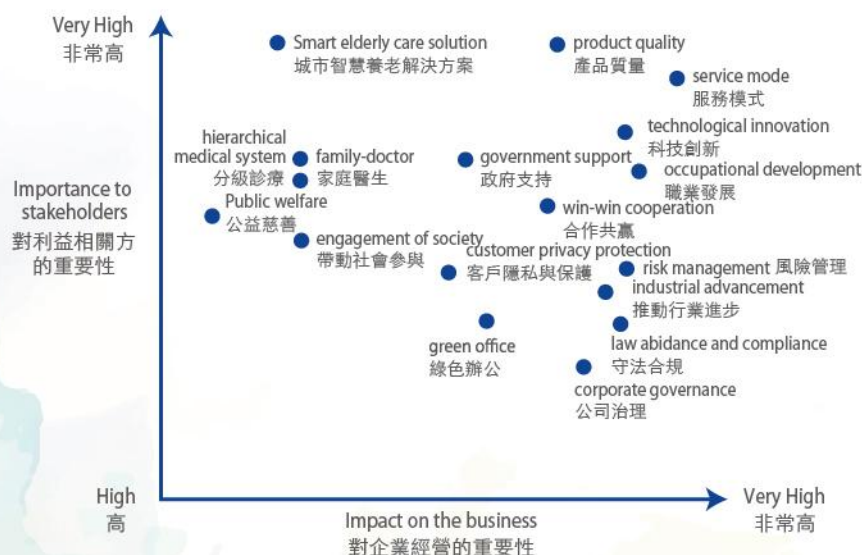 Very High
非常高
Smart elderly care solution
城市智慧養老解決方案
product quality
產品質量
service mode
服務模式
technological innovation
科技創新
hierarchical
medical system
分級診療
family-doctor
家庭醫生
government support
政府支持
occupational development
職業發展
Importance to
stakeholders
對利益相關方
的重要性
Public welfare
公益慈善
win-win cooperation
合作共贏
engagement of society
帶動社會參與
customer privacy protection
客戶隱私與保護
risk management 風險管理
industrial advancement
推動行業進步
green office
綠色辦公
law abidance and compliance
守法合規
corporate governance
公司治理
High
高
Impact on the business
對企業經營的重要性
Very High
非常高